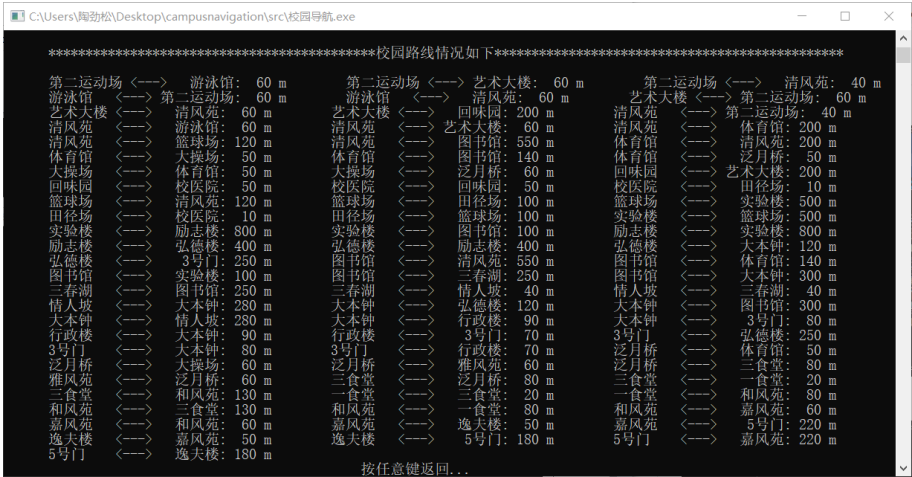 C:\Users\陶劲松\Desktop\campusnavigation\src\校园导航.exe
********************************************校园路线情况如下***********************************************
第二运动场 <---> 游泳馆: 60 m 第二运动场 <---> 艺术大楼: 60 m 第二运动场 <---> 清风苑: 40 m
游泳馆 <---> 第二运动场: 60 m 游泳馆 <---> 清风苑: 60 m 艺术大楼 <---> 第二运动场: 60 m
艺术大楼 <---> 清风苑: 60 m 艺术大楼 <---> 回味园: 200 m 清风苑 <---> 第二运动场: 40 m
清风苑 <---> 游泳馆: 60 m 清风苑 <---> 艺术大楼: 60 m 清风苑 <---> 体育馆: 200 m
清风苑 <---> 篮球场: 120 m 清风苑 <---> 图书馆: 550 m 体育馆 <---> 清风苑: 200 m
体育馆 <---> 大操场: 50 m 体育馆 <---> 图书馆: 140 m 体育馆 <---> 泛月桥: 50 m
大操场 <---> 体育馆: 50 m 大操场 <---> 泛月桥: 60 m 回味园 <---> 艺术大楼: 200 m
回味园 <---> 校医院: 50 m 校医院 <---> 回味园: 50 m 校医院 <---> 田径场: 10 m
篮球场 <---> 清风苑: 120 m 篮球场 <---> 田径场: 100 m 篮球场 <---> 实验楼: 500 m
田径场 <---> 校医院: 10 m 田径场 <---> 篮球场: 100 m 实验楼 <---> 篮球场: 500 m
实验楼 <---> 励志楼: 800 m 实验楼 <---> 图书馆: 100 m 励志楼 <---> 实验楼: 800 m
励志楼 <---> 弘德楼: 400 m 弘德楼 <---> 励志楼: 400 m 弘德楼 <---> 大本钟: 120 m
弘德楼 <---> 3号门: 250 m 图书馆 <---> 清风苑: 550 m 图书馆 <---> 体育馆: 140 m
图书馆 <---> 实验楼: 100 m 图书馆 <---> 三春湖: 250 m 图书馆 <---> 大本钟: 300 m
三春湖 <---> 图书馆: 250 m 三春湖 <---> 情人坡: 40 m 情人坡 <---> 三春湖: 40 m
情人坡 <---> 大本钟: 280 m 大本钟 <---> 弘德楼: 120 m 大本钟 <---> 图书馆: 300 m
大本钟 <---> 情人坡: 280 m 大本钟 <---> 行政楼: 90 m 大本钟 <---> 3号门: 80 m
行政楼 <---> 大本钟: 90 m 行政楼 <---> 3号门: 70 m 3号门 <---> 弘德楼: 250 m
3号门 <---> 大本钟: 80 m 3号门 <---> 行政楼: 70 m 泛月桥 <---> 体育馆: 50 m
泛月桥 <---> 大操场: 60 m 泛月桥 <---> 雅风苑: 60 m 泛月桥 <---> 三食堂: 80 m
雅风苑 <---> 泛月桥: 60 m 三食堂 <---> 泛月桥: 80 m 三食堂 <---> 一食堂: 20 m
三食堂 <---> 和风苑: 130 m 一食堂 <---> 三食堂: 20 m 一食堂 <---> 和风苑: 80 m
和风苑 <---> 三食堂: 130 m 和风苑 <---> 一食堂: 80 m 和风苑 <---> 嘉风苑: 60 m
嘉风苑 <---> 和风苑: 60 m 嘉风苑 <---> 逸夫楼: 50 m 嘉风苑 <---> 5号门: 220 m
逸夫楼 <---> 嘉风苑: 50 m 逸夫楼 <---> 5号门: 180 m 5号门 <---> 嘉风苑: 220 m
5号门 <---> 逸夫楼: 180 m
按任意键返回...